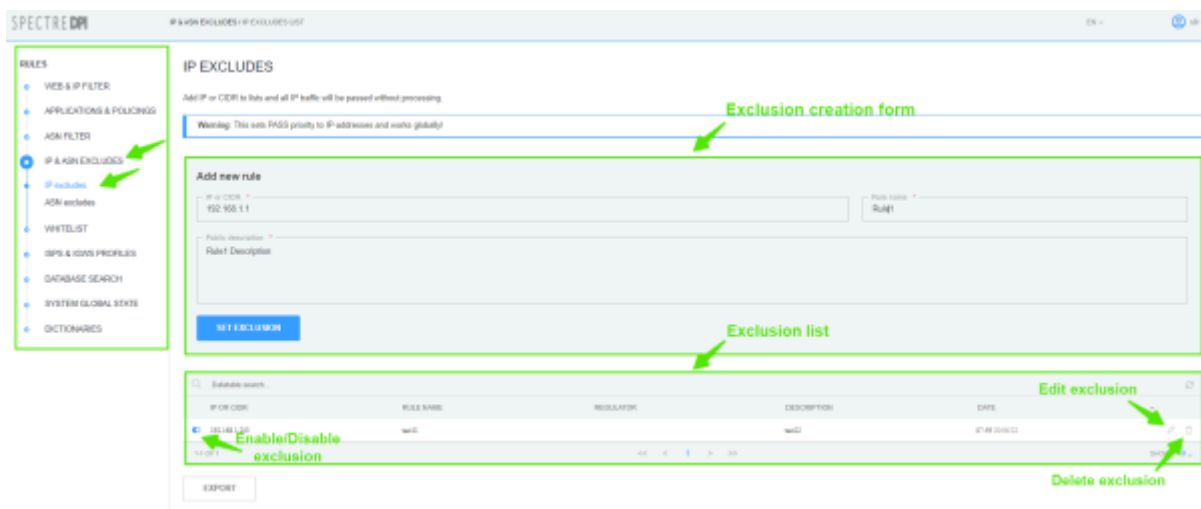 SPECTRE DPI
IP & ASN EXCLUDES / IP EXCLUDES LIST
EN
RULES
WEB & IP FILTER
APPLICATIONS & POLICINGS
ASN FILTER
IP & ASN EXCLUDES
IP excludes
ASN excludes
WHITELIST
ISPS & IGWS PROFILES
DATABASE SEARCH
SYSTEM GLOBAL STATE
DICTIONARIES
IP EXCLUDES
Add IP or CIDR to lists and all IP traffic will be passed without processing
Warning: This sets PASS priority to IP-addresses and works globally!
Exclusion creation form
Add new rule
IP or CIDR *
192.168.1.1
Rule name *
Rule1
Public description *
Rule1 Description
SET EXCLUSION
Exclusion list
Datatable search...
Edit exclusion
IP OR CIDR RULE NAME REGULATOR DESCRIPTION DATE
Enable/Disable
exclusion
1-1 OF 1 << < 1 > >>
Delete exclusion
EXPORT